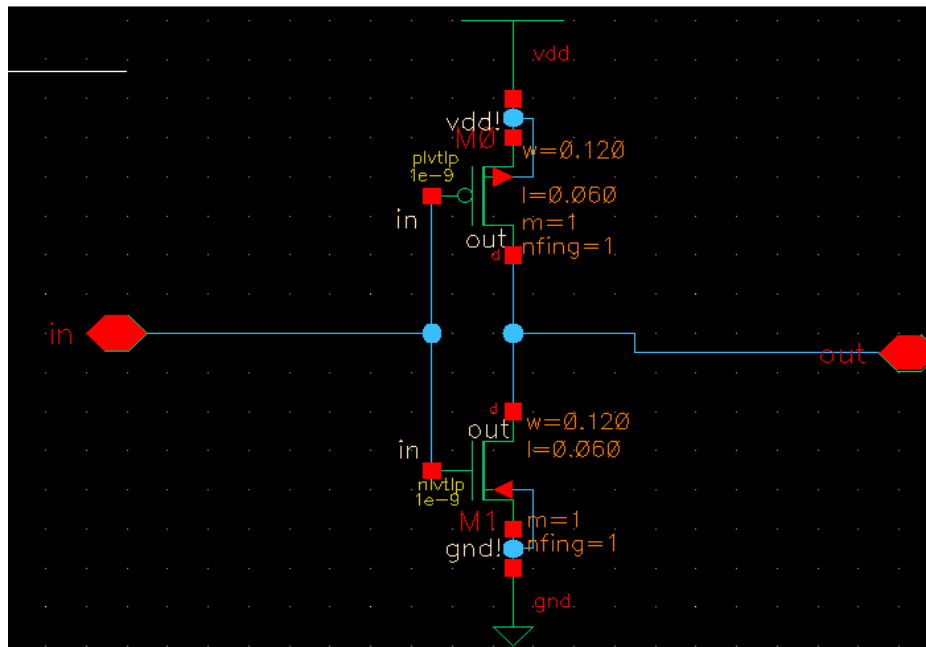 vdd
vdd!
M0
w=0.120
plvtlp
1e-9
l=0.060
in
m=1
out
nfing=1
d
in
out
d
out
w=0.120
in
l=0.060
nlvtlp
1e-9
M1
m=1
gnd!
nfing=1
gnd